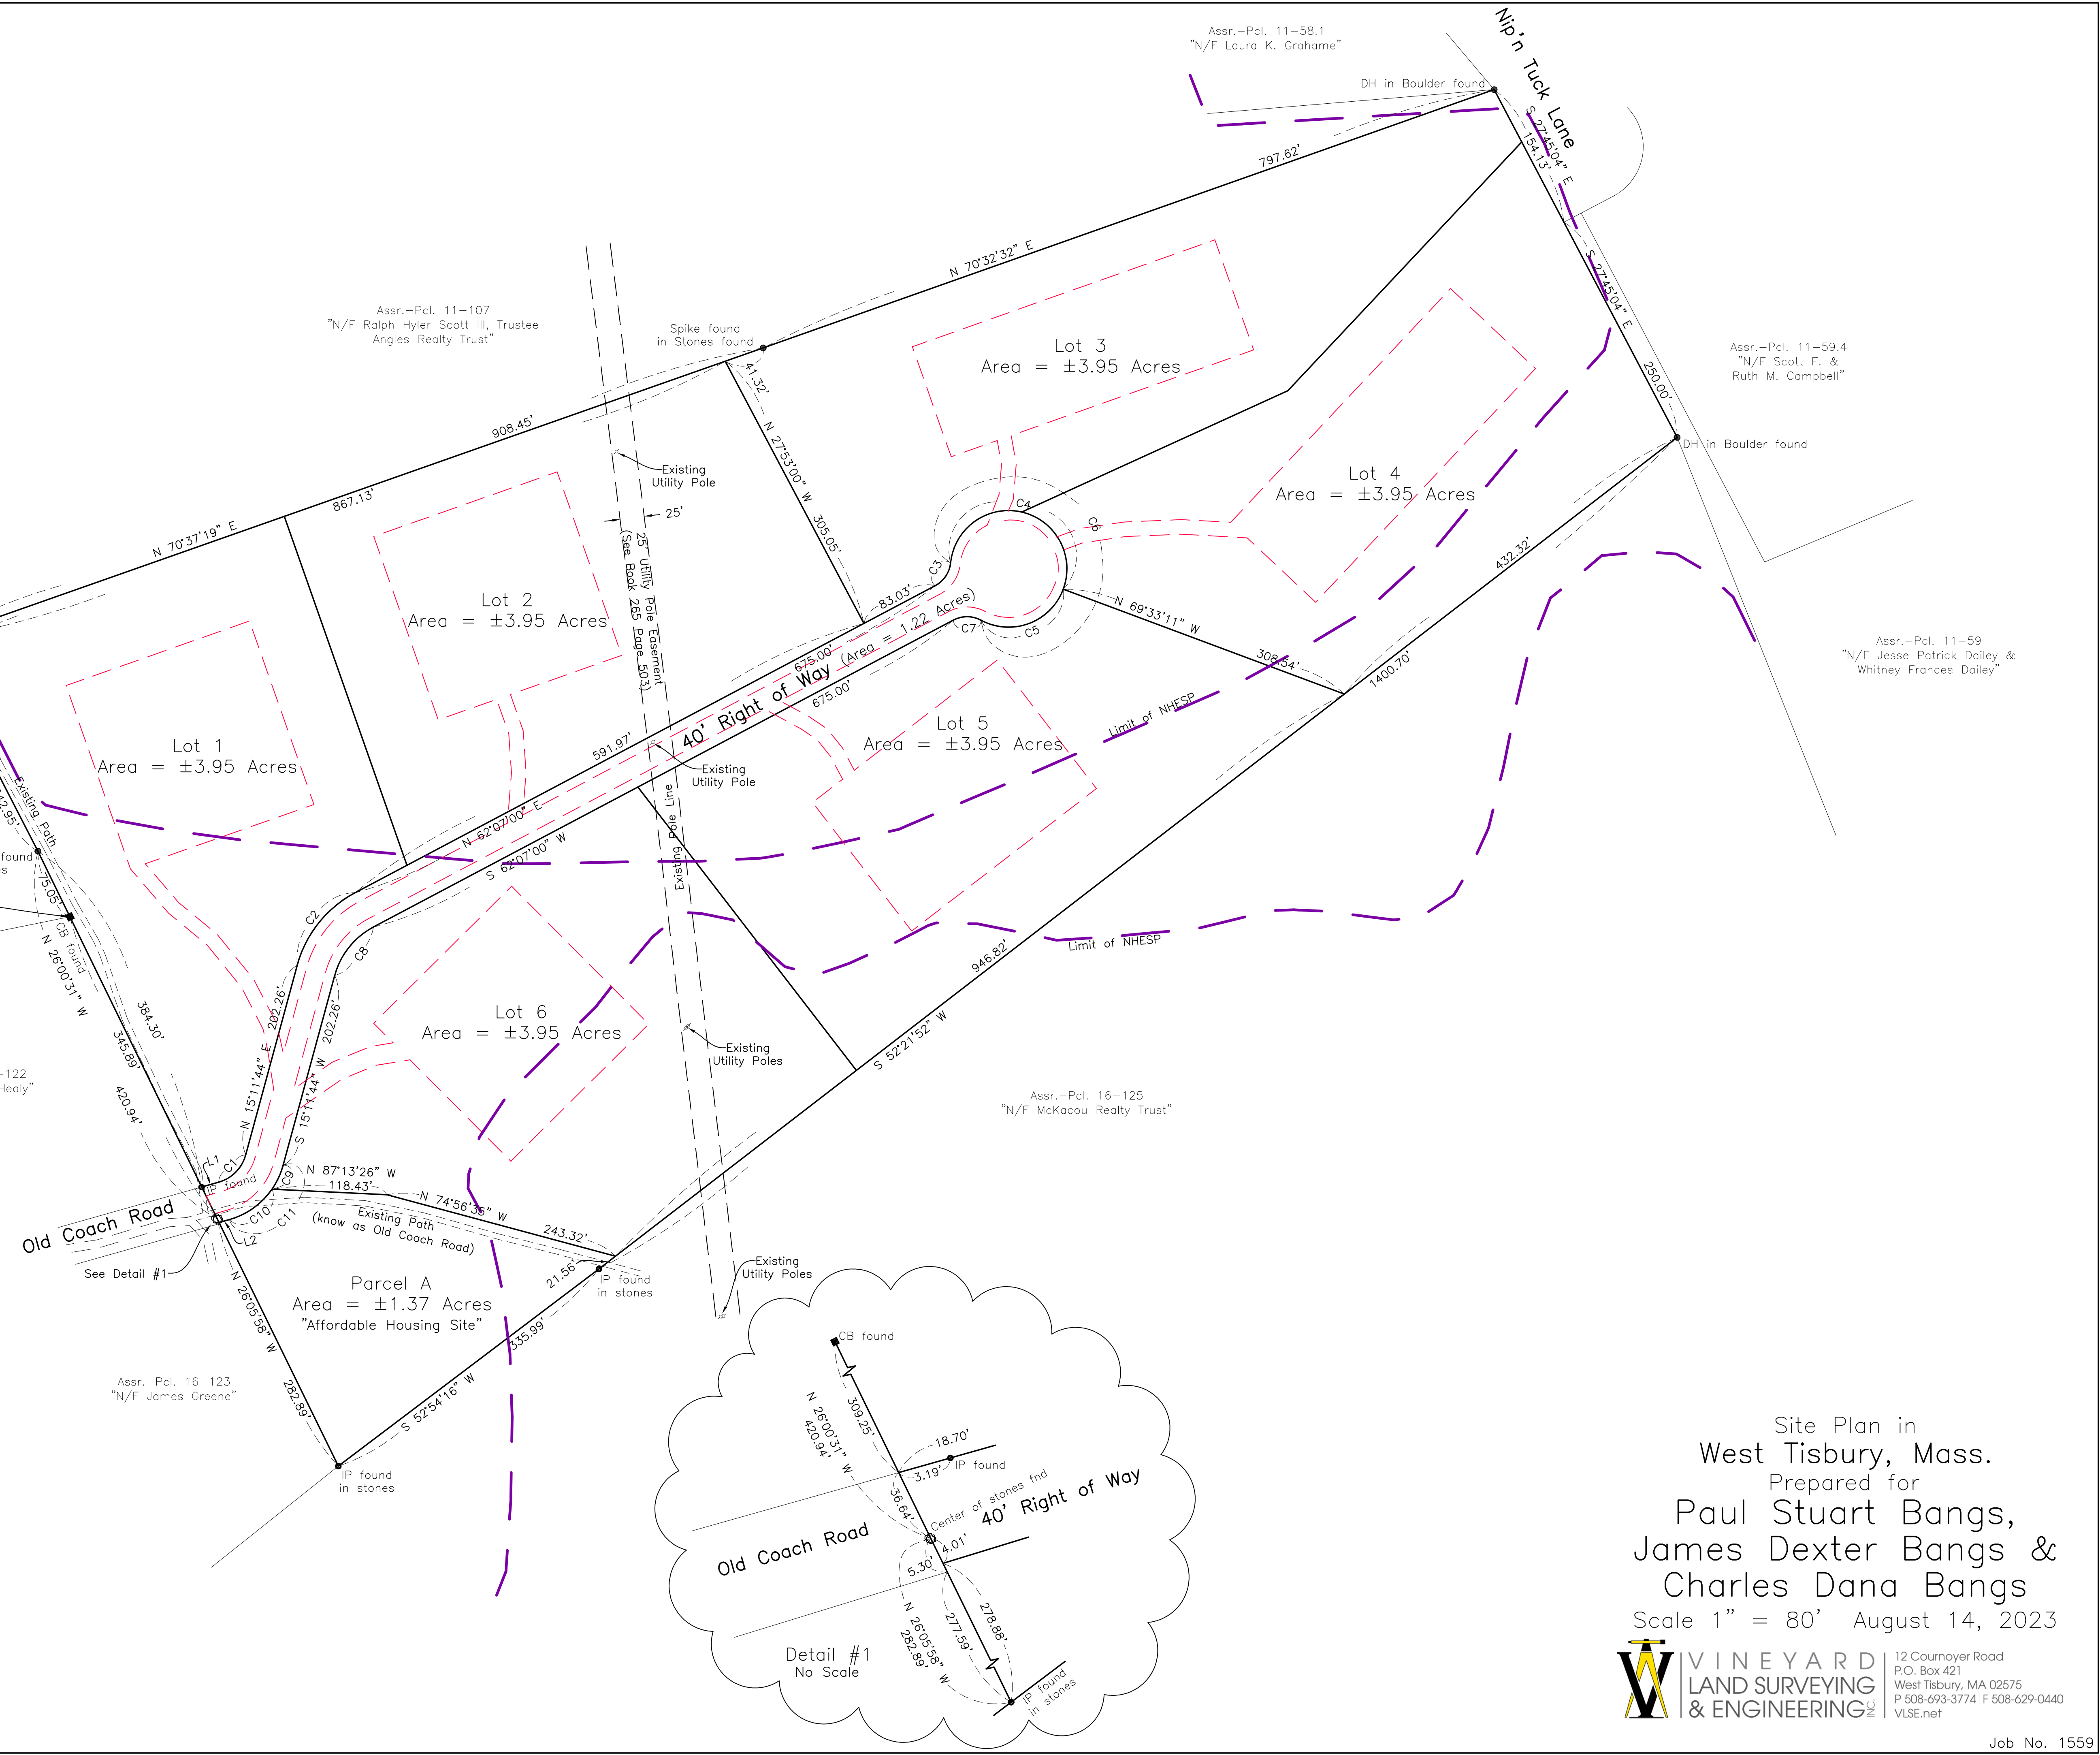 Assr.-Pcl. 11-58.1
"N/F Laura K. Grahame"
Nip'n Tuck Lane
DH in Boulder found
S 27°45'04" E
154.13'
797.62'
N 70°32'32" E
S 27°45'04" E
250.00'
Assr.-Pcl. 11-107
"N/F Ralph Hyler Scott III, Trustee
Angles Realty Trust"
Spike found
in Stones found
Lot 3
Area = ±3.95 Acres
Assr.-Pcl. 11-59.4
"N/F Scott F. &
Ruth M. Campbell"
DH in Boulder found
41.32'
908.45'
N 27°53'00" W
305.05'
Existing
Utility Pole
867.13'
25'
25' Utility Pole Easement
(See Book 265 Page 503)
N 70°37'19" E
Lot 4
Area = ±3.95 Acres
C4
C6
C3
432.32'
Lot 2
Area = ±3.95 Acres
83.03'
N 69°33'11" W
308.54'
C7
C5
675.00'
40' Right of Way (Area = 1.22 Acres)
675.00'
1400.70'
Assr.-Pcl. 11-59
"N/F Jesse Patrick Dailey &
Whitney Frances Dailey"
Lot 1
Area = ±3.95 Acres
591.97'
Existing
Utility Pole
Lot 5
Area = ±3.95 Acres
Limit of NHESP
Existing Path
42.95'
found
es
75.05'
CB found
N 62°07'00" E
S 62°07'00" W
Existing Pole Line
C2
C8
Limit of NHESP
946.82'
N 26°00'31" W
384.30'
345.89'
420.94'
202.26'
N 15°11'44" E
202.26'
S 15°11'44" W
Lot 6
Area = ±3.95 Acres
Existing
Utility Poles
S 52°21'52" W
-122
Healy"
Assr.-Pcl. 16-125
"N/F McKacou Realty Trust"
L1
C1
IP found
C9
N 87°13'26" W
118.43'
N 74°56'35" W
243.32'
Existing Path
(know as Old Coach Road)
Old Coach Road
C10
C11
L2
See Detail #1
21.56'
IP found
in stones
Existing
Utility Poles
N 26°05'58" W
282.89'
Parcel A
Area = ±1.37 Acres
"Affordable Housing Site"
335.99'
S 52°54'16" W
Assr.-Pcl. 16-123
"N/F James Greene"
IP found
in stones
CB found
309.25'
N 26°00'31" W
420.94'
18.70'
IP found
3.19'
36.64'
Center of stones fnd
40' Right of Way
Old Coach Road
4.01'
5.30'
N 26°05'58" W
282.89'
277.59'
278.88'
IP found
in stones
Detail #1
No Scale
Site Plan in
West Tisbury, Mass.
Prepared for
Paul Stuart Bangs,
James Dexter Bangs &
Charles Dana Bangs
Scale 1" = 80' August 14, 2023
VINEYARD
LAND SURVEYING
& ENGINEERING INC.
12 Cournoyer Road
P.O. Box 421
West Tisbury, MA 02575
P 508-693-3774 | F 508-629-0440
VLSE.net
Job No. 1559